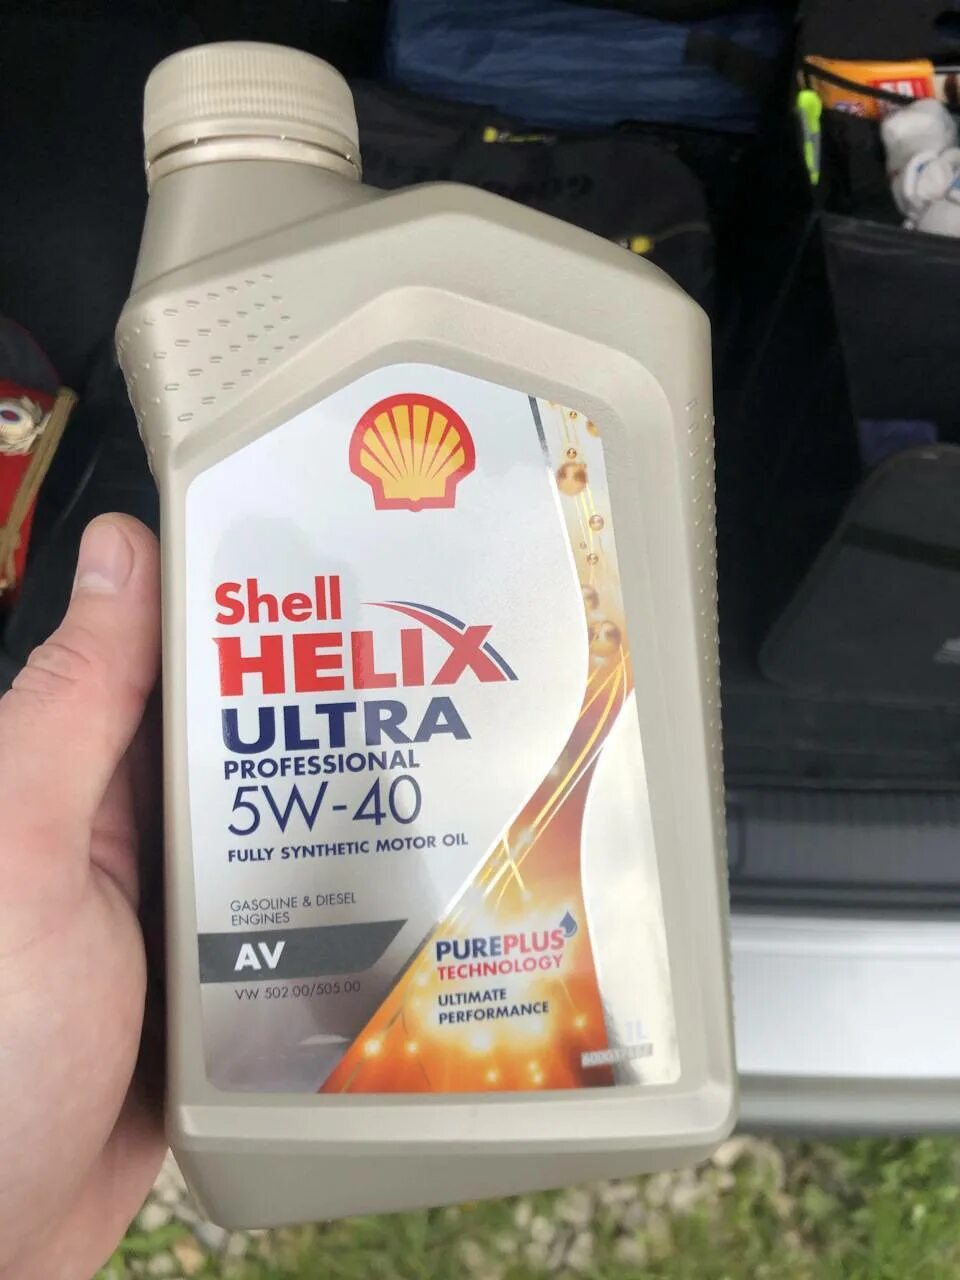 Shell
HELIX
ULTRA
PROFESSIONAL
5W-40
FULLY SYNTHETIC MOTOR OIL
GASOLINE & DIESEL
ENGINES
AV
VW 502.00/505.00
PUREPLUS
TECHNOLOGY
ULTIMATE
PERFORMANCE
1L